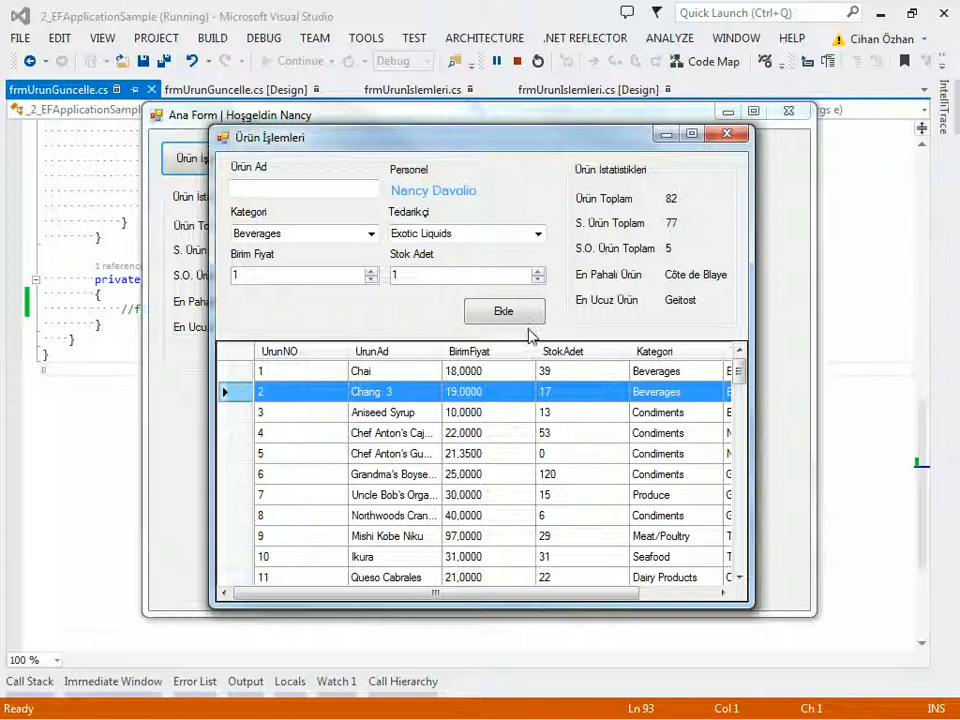 2_EFApplicationSample (Running) - Microsoft Visual Studio
Quick Launch (Ctrl+Q)
FILE EDIT VIEW PROJECT BUILD DEBUG TEAM TOOLS TEST ARCHITECTURE .NET REFLECTOR ANALYZE WINDOW HELP Cihan Özhan
Continue Debug Code Map
frmUrunGuncelle.cs frmUrunGuncelle.cs [Design] frmUrunIslemleri.cs frmUrunIslemleri.cs [Design]
IntelliTrace
_2_EFApplicationSampl
Ana Form | Hoşgeldin Nancy
Ürün İşlemleri
Ürün Ad
Personel
Nancy Davolio
Kategori
Tedarikçi
Beverages
Exotic Liquids
Birim Fiyat
Stok Adet
1
1
Ekle
Ürün İstatistikleri
Ürün Toplam 82
S. Ürün Toplam 77
S.O. Ürün Toplam 5
En Pahalı Ürün Côte de Blaye
En Ucuz Ürün Geitost
UrunNO UrunAd BirimFiyat StokAdet Kategori
1 Chai 18,0000 39 Beverages
2 Chang 3 19,0000 17 Beverages
3 Aniseed Syrup 10,0000 13 Condiments
4 Chef Anton's Caj... 22,0000 53 Condiments
5 Chef Anton's Gu... 21,3500 0 Condiments
6 Grandma's Boyse... 25,0000 120 Condiments
7 Uncle Bob's Orga... 30,0000 15 Produce
8 Northwoods Cran... 40,0000 6 Condiments
9 Mishi Kobe Niku 97,0000 29 Meat/Poultry
10 Ikura 31,0000 31 Seafood
11 Queso Cabrales 21,0000 22 Dairy Products
}
}
1 reference
private
{
//f
}
}
}
100 %
Call Stack Immediate Window Error List Output Locals Watch 1 Call Hierarchy
Ready Ln 93 Col 1 Ch 1 INS